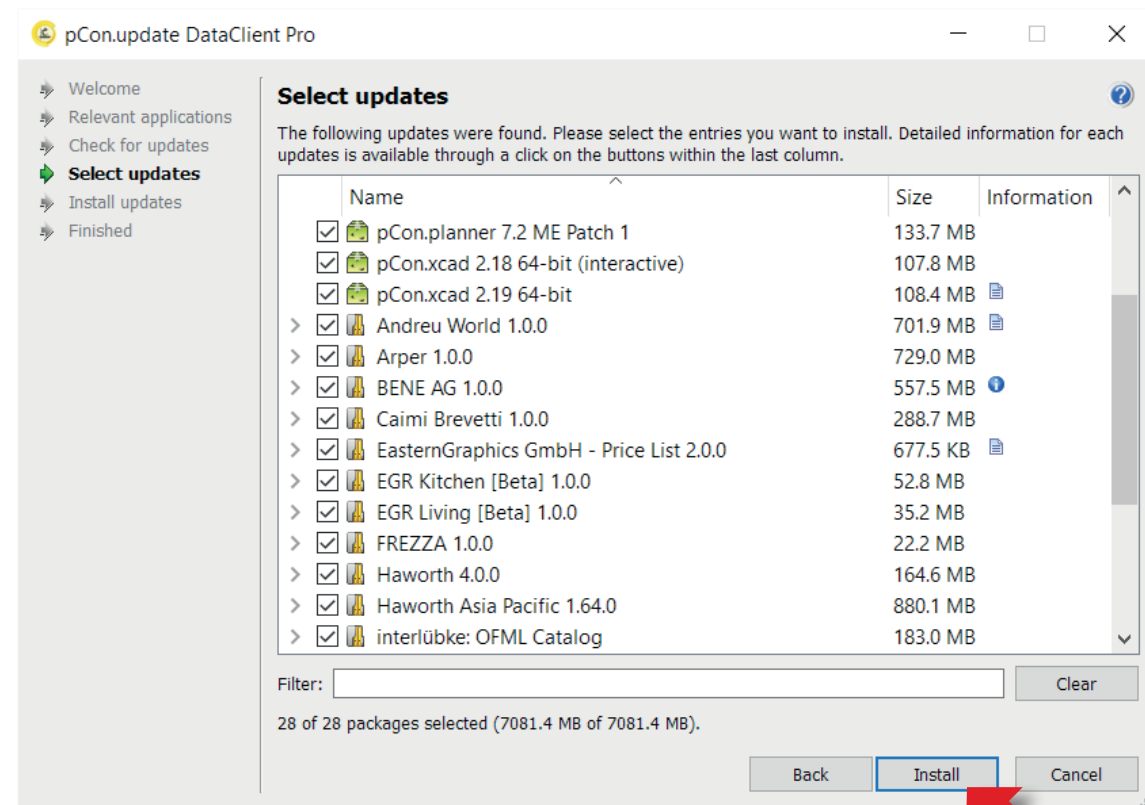 pCon.update DataClient Pro
Welcome
Relevant applications
Check for updates
Select updates
Install updates
Finished
Select updates
The following updates were found. Please select the entries you want to install. Detailed information for each
updates is available through a click on the buttons within the last column.
Name Size Information
pCon.planner 7.2 ME Patch 1 133.7 MB
pCon.xcad 2.18 64-bit (interactive) 107.8 MB
pCon.xcad 2.19 64-bit 108.4 MB
Andreu World 1.0.0 701.9 MB
Arper 1.0.0 729.0 MB
BENE AG 1.0.0 557.5 MB
Caimi Brevetti 1.0.0 288.7 MB
EasternGraphics GmbH - Price List 2.0.0 677.5 KB
EGR Kitchen [Beta] 1.0.0 52.8 MB
EGR Living [Beta] 1.0.0 35.2 MB
FREZZA 1.0.0 22.2 MB
Haworth 4.0.0 164.6 MB
Haworth Asia Pacific 1.64.0 880.1 MB
interlübke: OFML Catalog 183.0 MB
Filter:
Clear
28 of 28 packages selected (7081.4 MB of 7081.4 MB).
Back Install Cancel